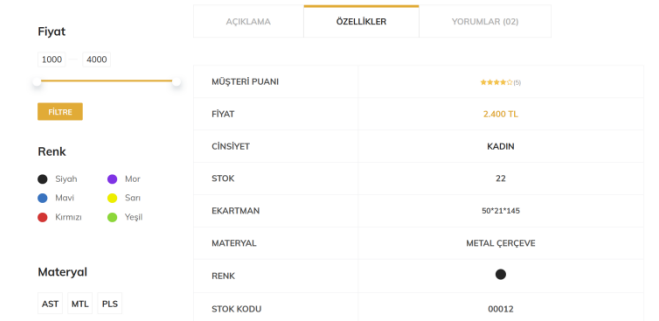 Fiyat
1000 4000
FİLTRE
Renk
Siyah Mor
Mavi Sarı
Kırmızı Yeşil
Materyal
AST MTL PLS
AÇIKLAMA ÖZELLİKLER YORUMLAR (02)
MÜŞTERİ PUANI (5)
FİYAT 2.400 TL
CİNSİYET KADIN
STOK 22
EKARTMAN 50*21*145
MATERYAL METAL ÇERÇEVE
RENK
STOK KODU 00012